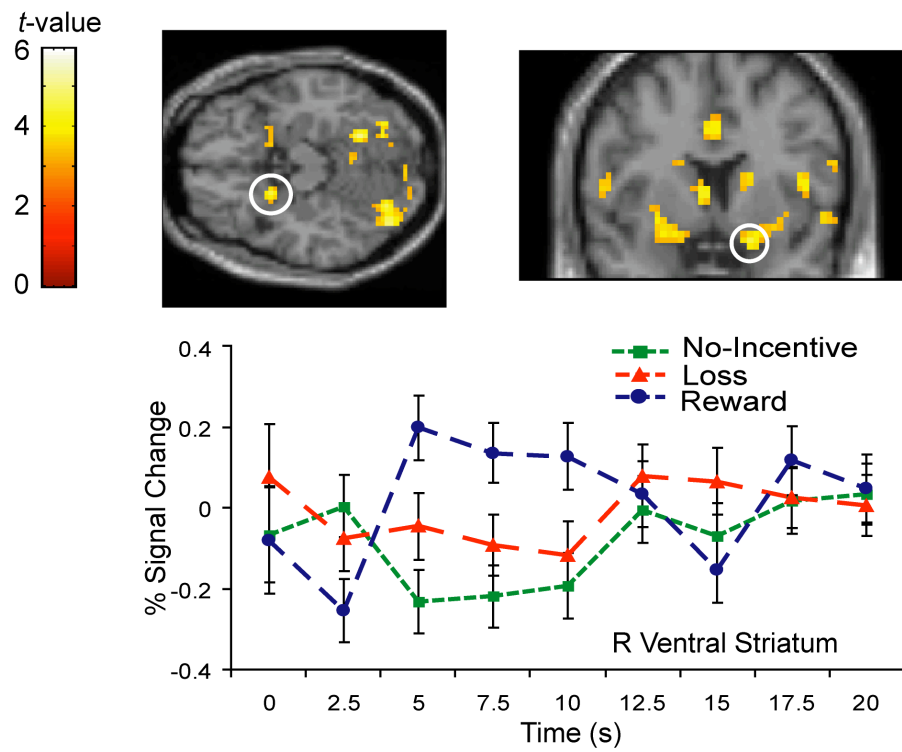 t-value
6
4
2
0
0.4
0.2
0
-0.2
-0.4
% Signal Change
No-Incentive
Loss
Reward
R Ventral Striatum
0 2.5 5 7.5 10 12.5 15 17.5 20
Time (s)